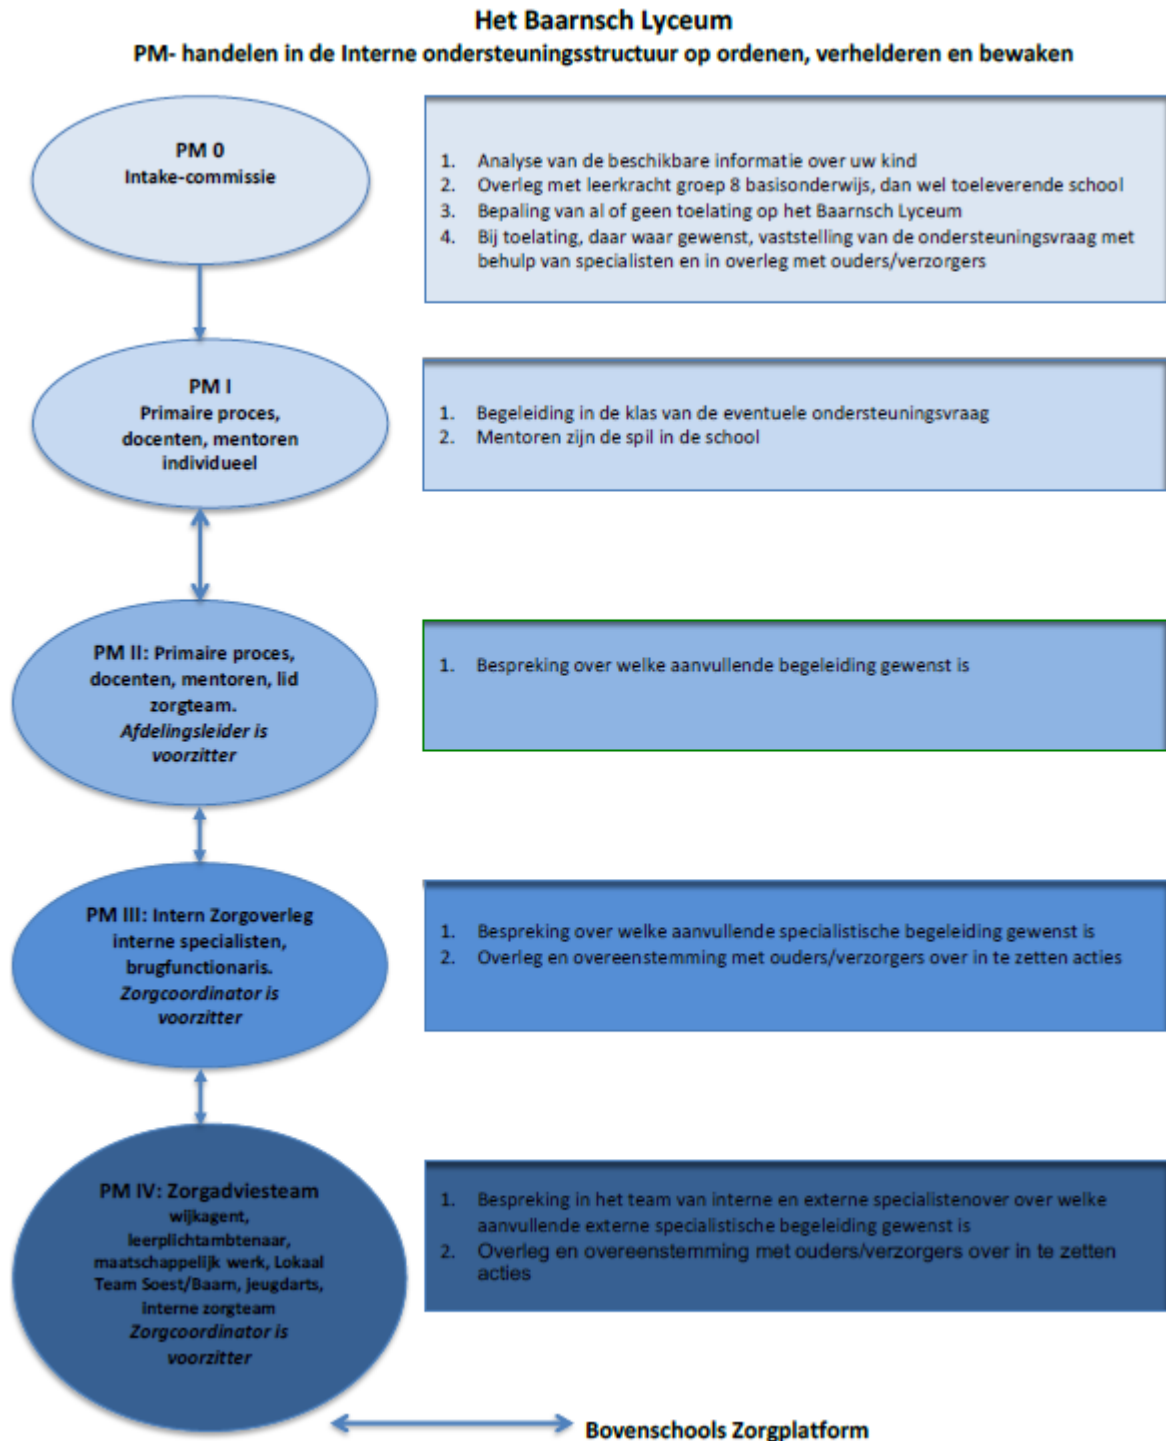 Het Baarnsch Lyceum
PM- handelen in de Interne ondersteuningsstructuur op ordenen, verhelderen en bewaken
PM 0
Intake-commissie
1. Analyse van de beschikbare informatie over uw kind
2. Overleg met leerkracht groep 8 basisonderwijs, dan wel toeleverende school
3. Bepaling van al of geen toelating op het Baarnsch Lyceum
4. Bij toelating, daar waar gewenst, vaststelling van de ondersteuningsvraag met
behulp van specialisten en in overleg met ouders/verzorgers
PM I
Primaire proces,
docenten, mentoren
individueel
1. Begeleiding in de klas van de eventuele ondersteuningsvraag
2. Mentoren zijn de spil in de school
PM II: Primaire proces,
docenten, mentoren, lid
zorgteam.
Afdelingsleider is
voorzitter
1. Bespreking over welke aanvullende begeleiding gewenst is
PM III: Intern Zorgoverleg
interne specialisten,
brugfunctionaris.
Zorgcoordinator is
voorzitter
1. Bespreking over welke aanvullende specialistische begeleiding gewenst is
2. Overleg en overeenstemming met ouders/verzorgers over in te zetten acties
PM IV: Zorgadviesteam
wijkagent,
leerplichtambtenaar,
maatschappelijk werk, Lokaal
Team Soest/Baarn, jeugdarts,
interne zorgteam
Zorgcoordinator is
voorzitter
1. Bespreking in het team van interne en externe specialistenover over welke
aanvullende externe specialistische begeleiding gewenst is
2. Overleg en overeenstemming met ouders/verzorgers over in te zetten
acties
Bovenschools Zorgplatform